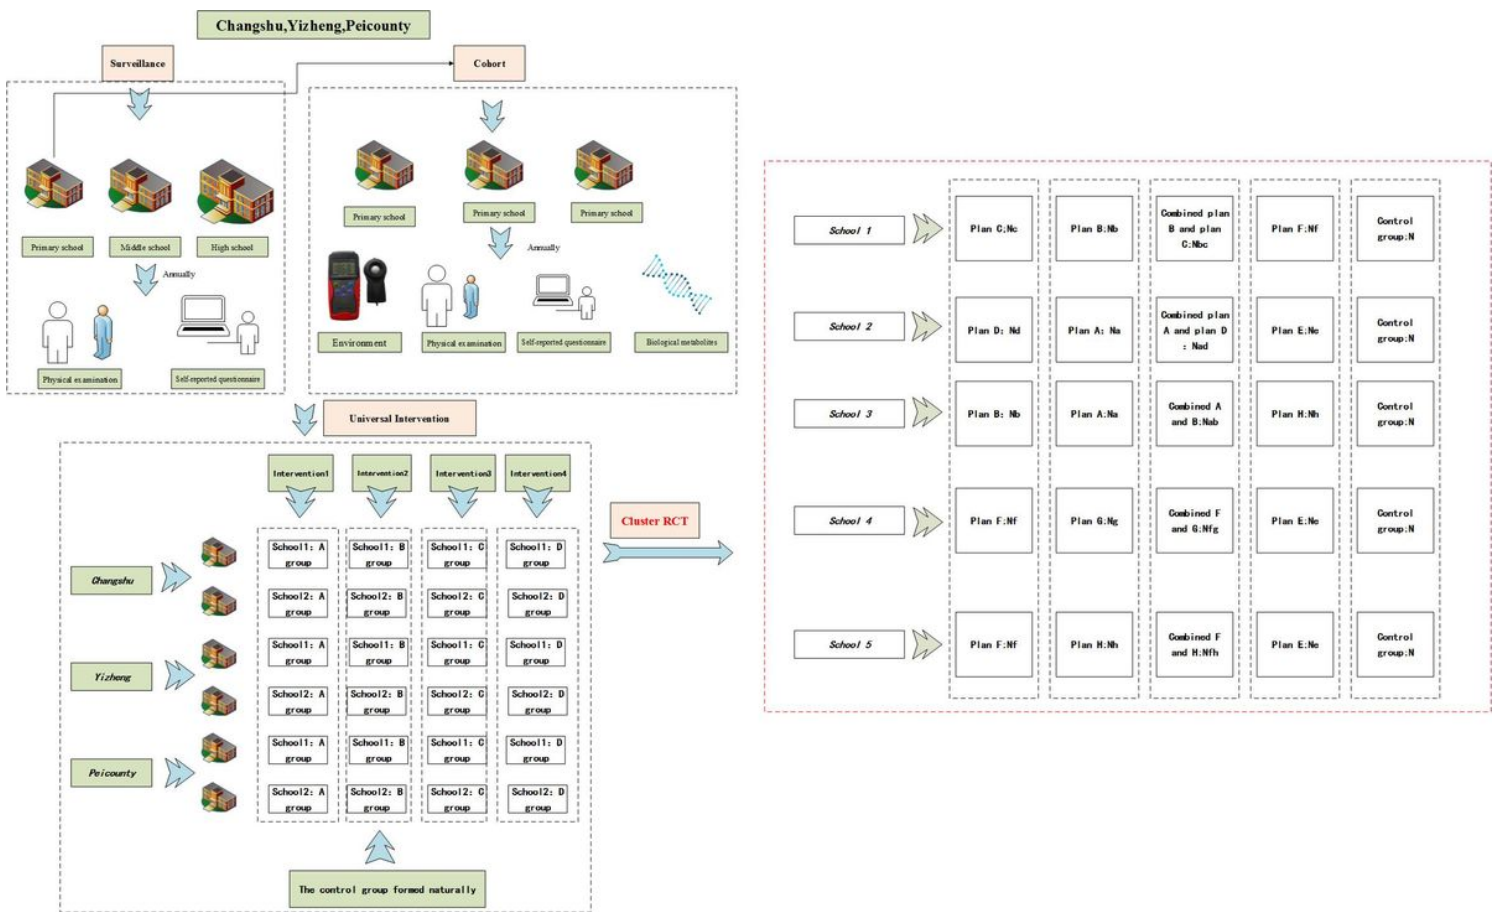 Changshu,Yizheng,Peicounty
Surveillance
Cohort
Primary school
Middle school
High school
Annually
Physical examination
Self-reported questionnaire
Primary school
Primary school
Primary school
Annually
Environment
Physical examination
Self-reported questionnaire
Biological metabolites
Universal Intervention
Intervention1
Intervention2
Intervention3
Intervention4
Changshu
School1: A
group
School1: B
group
School1: C
group
School1: D
group
School2: A
group
School2: B
group
School2: C
group
School2: D
group
Yizheng
School1: A
group
School1: B
group
School1: C
group
School1: D
group
School2: A
group
School2: B
group
School2: C
group
School2: D
group
Peicounty
School1: A
group
School1: B
group
School1: C
group
School1: D
group
School2: A
group
School2: B
group
School2: C
group
School2: D
group
The control group formed naturally
Cluster RCT
School 1
Plan C;Nc
Plan B:Nb
Combined plan
B and plan
C:Nbc
Plan F:Nf
Control
group:N
School 2
Plan D: Nd
Plan A: Na
Combined plan
A and plan D
: Nad
Plan E:Ne
Control
group:N
School 3
Plan B: Nb
Plan A:Na
Combined A
and B:Nab
Plan H:Nh
Control
group:N
School 4
Plan F:Nf
Plan G:Ng
Combined F
and G:Nfg
Plan E:Ne
Control
group:N
School 5
Plan F:Nf
Plan H:Nh
Combined F
and H:Nfh
Plan E:Ne
Control
group:N